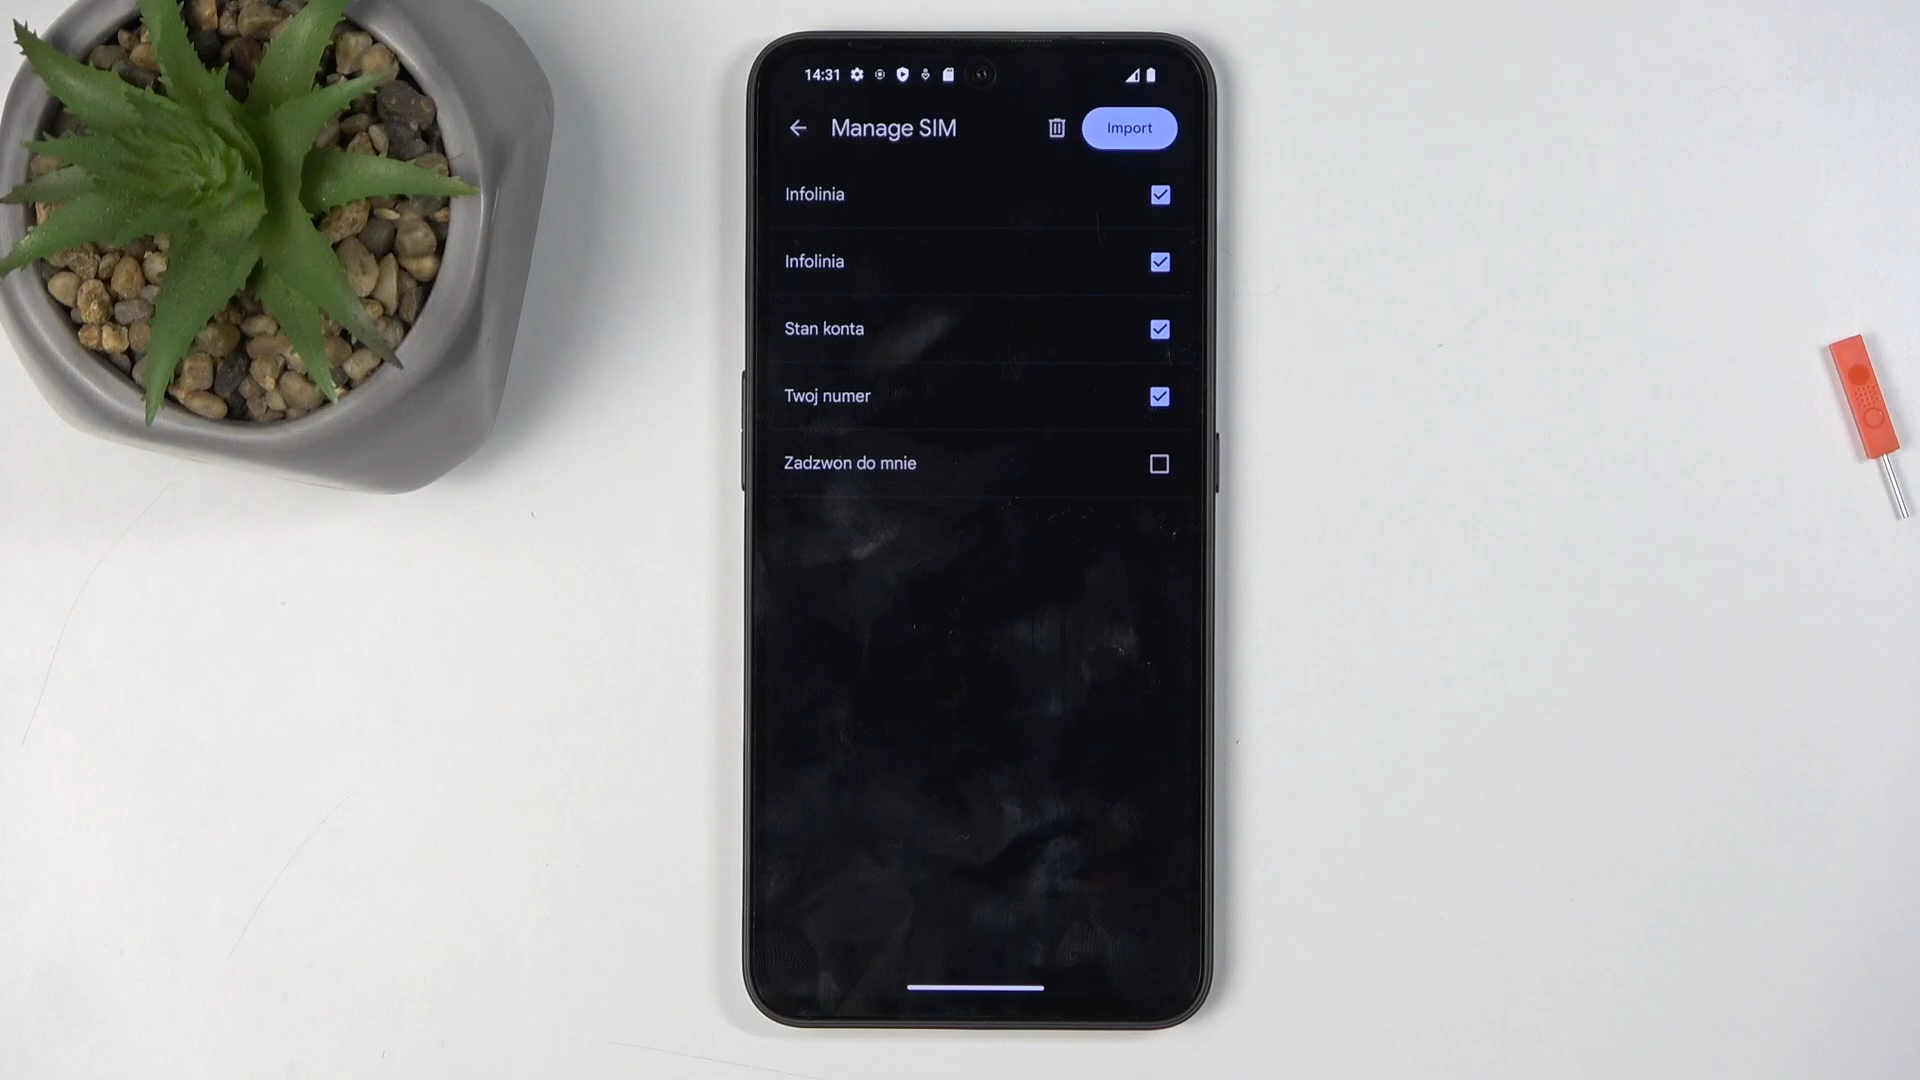 14:31
Manage SIM
Import
Infolinia
Infolinia
Stan konta
Twoj numer
Zadzwon do mnie